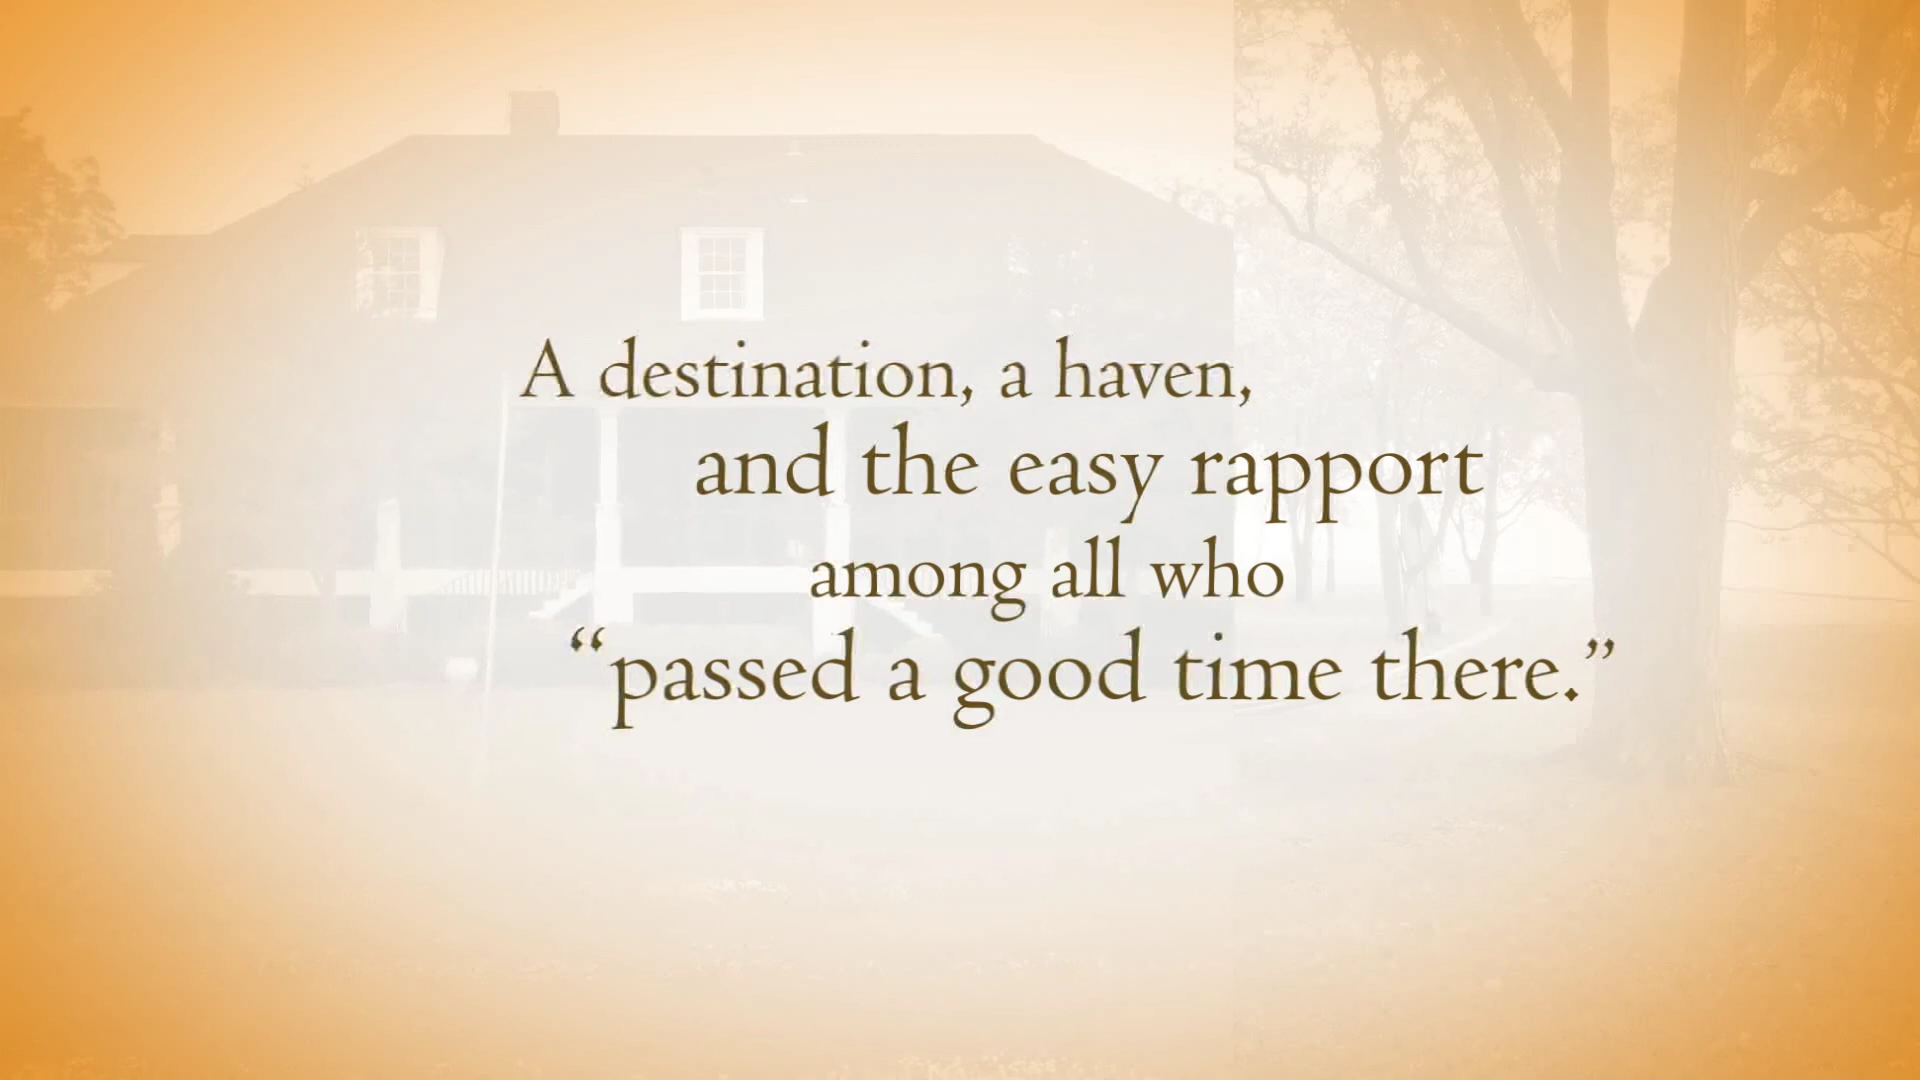 A destination, a haven,
and the easy rapport
among all who
“passed a good time there.”